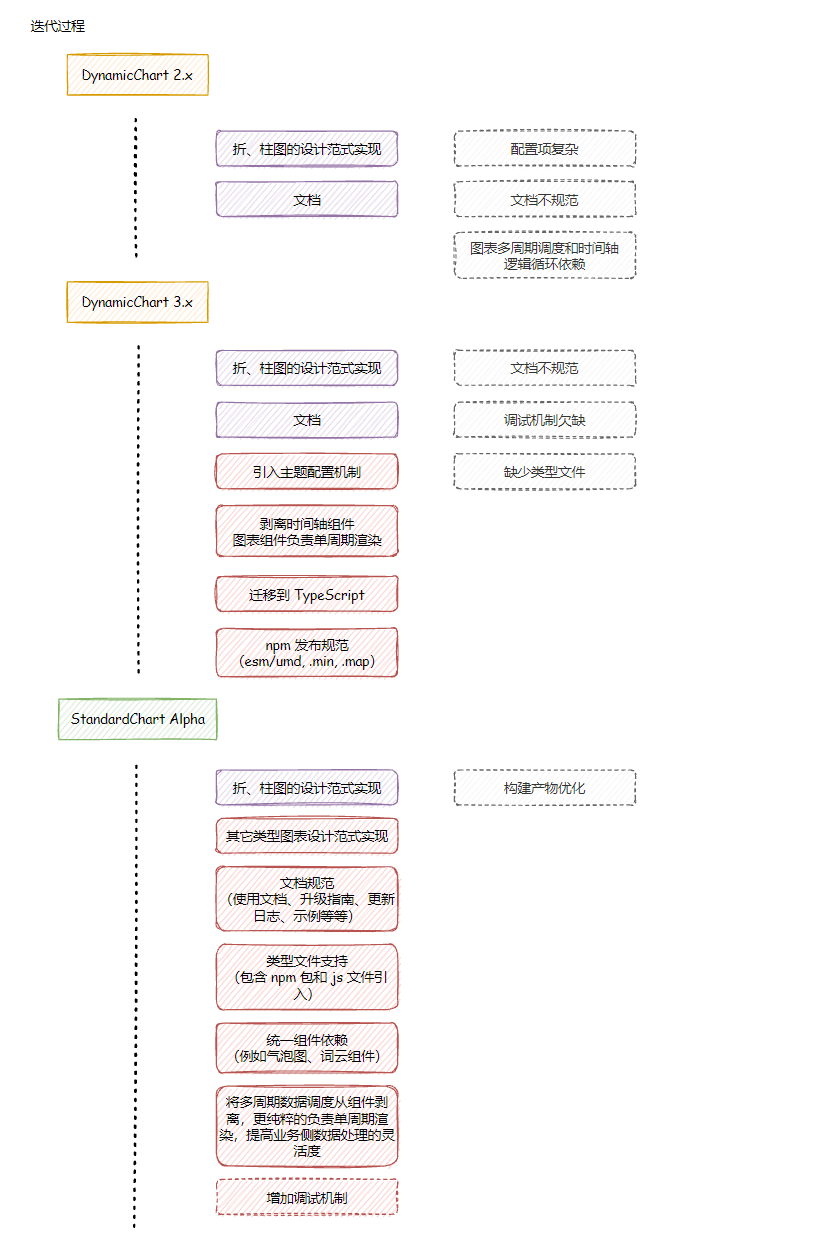 迭代过程
DynamicChart 2.x
折、柱图的设计范式实现
配置项复杂
文档
文档不规范
图表多周期调度和时间轴
逻辑循环依赖
DynamicChart 3.x
折、柱图的设计范式实现
文档不规范
文档
调试机制欠缺
引入主题配置机制
缺少类型文件
剥离时间轴组件
图表组件负责单周期渲染
迁移到 TypeScript
npm 发布规范
（esm/umd, .min, .map）
StandardChart Alpha
折、柱图的设计范式实现
构建产物优化
其它类型图表设计范式实现
文档规范
（使用文档、升级指南、更新
日志、示例等等）
类型文件支持
（包含 npm 包和 js 文件引
入）
统一组件依赖
（例如气泡图、词云组件）
将多周期数据调度从组件剥
离，更纯粹的负责单周期渲
染，提高业务侧数据处理的灵
活度
增加调试机制